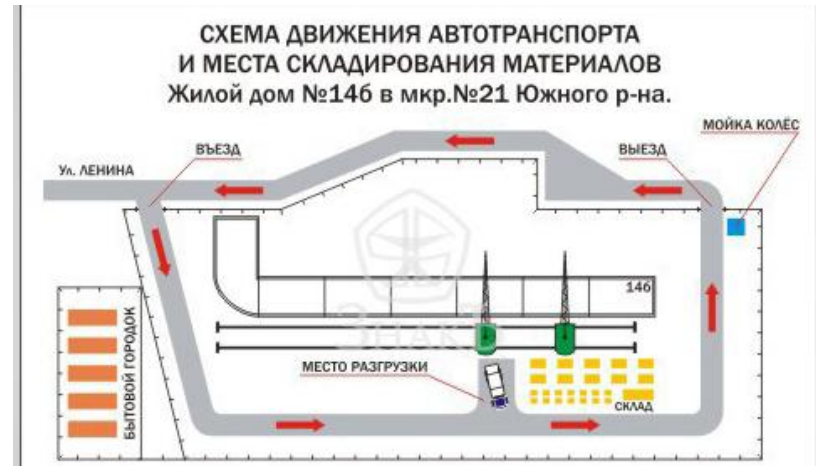 СХЕМА ДВИЖЕНИЯ АВТОТРАНСПОРТА
И МЕСТА СКЛАДИРОВАНИЯ МАТЕРИАЛОВ
Жилой дом №14б в мкр.№21 Южного р-на.
МОЙКА КОЛЁС
ВЪЕЗД
ВЫЕЗД
Ул. ЛЕНИНА
14б
ЗнакЪ
БЫТОВОЙ ГОРОДОК
МЕСТО РАЗГРУЗКИ
СКЛАД